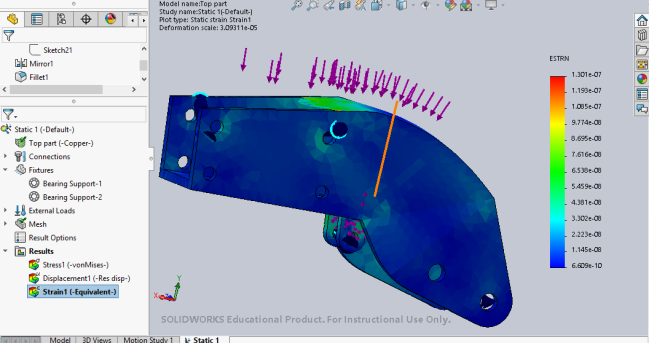 Model name:Top part
Study name:Static 1(-Default-)
Plot type: Static strain Strain1
Deformation scale: 3.09311e-05
Sketch21
Mirror1
Fillet1
Static 1 (-Default-)
Top part (-Copper-)
Connections
Fixtures
Bearing Support-1
Bearing Support-2
External Loads
Mesh
Result Options
Results
Stress1 (-vonMises-)
Displacement1 (-Res disp-)
Strain1 (-Equivalent-)
ESTRN
1.301e-07
1.193e-07
1.085e-07
9.774e-08
8.695e-08
7.616e-08
6.538e-08
5.459e-08
4.381e-08
3.302e-08
2.223e-08
1.145e-08
6.609e-10
Y
X
Z
SOLIDWORKS Educational Product. For Instructional Use Only.
Model
3D Views
Motion Study 1
Static 1